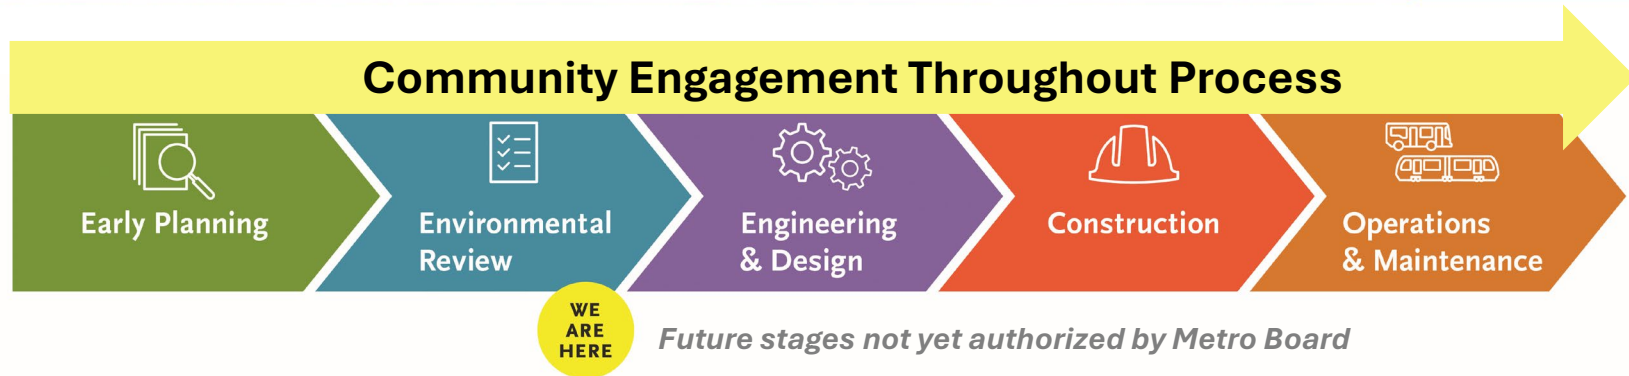 Community Engagement Throughout Process
Early Planning
Environmental
Review
Engineering
& Design
Construction
Operations
& Maintenance
WE
ARE
HERE
Future stages not yet authorized by Metro Board